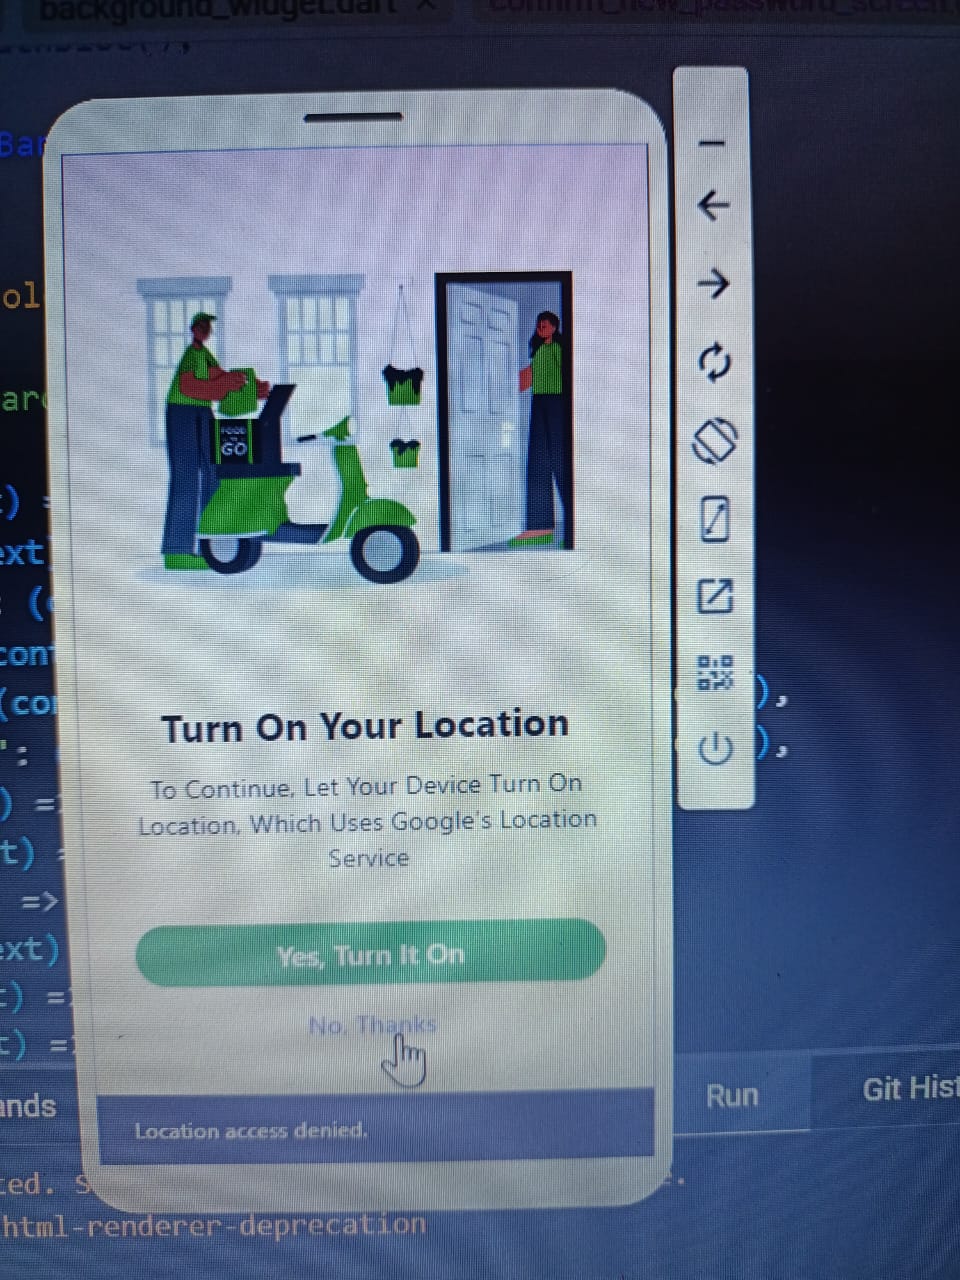 background_widget.dart ×
Bar
ol
ar
t) =
ext
: (
con
(co
),
':
),
) =
t) =
=>
ext)
t) =
t) =
FOOD
GO
Turn On Your Location
To Continue, Let Your Device Turn On
Location, Which Uses Google's Location
Service
Yes, Turn It On
No, Thanks
Location access denied.
ands
Run
Git Hist
ted. S
html-renderer-deprecation